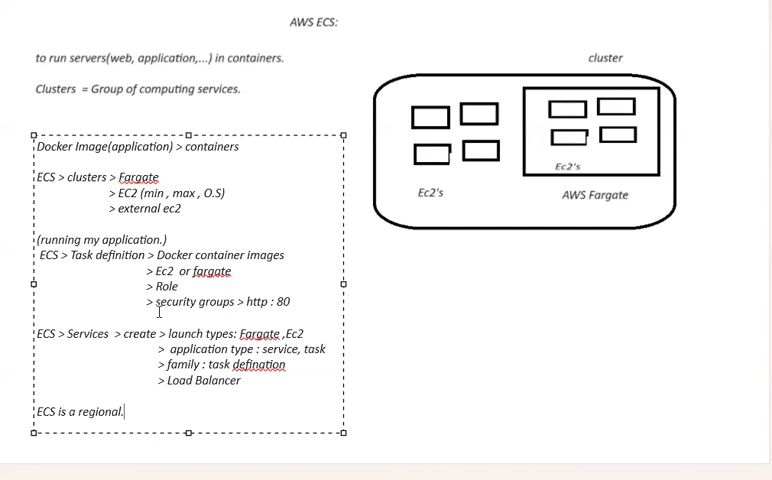 AWS ECS:
to run servers(web, application,...) in containers.
Clusters = Group of computing services.
Docker Image(application) > containers
ECS > clusters > Fargate
> EC2 (min , max , O.S)
> external ec2
(running my application.)
ECS > Task definition > Docker container images
> Ec2 or fargate
> Role
> security groups > http : 80
ECS > Services > create > launch types: Fargate ,Ec2
> application type : service, task
> family : task defination
> Load Balancer
ECS is a regional.
cluster
Ec2's
Ec2's
AWS Fargate